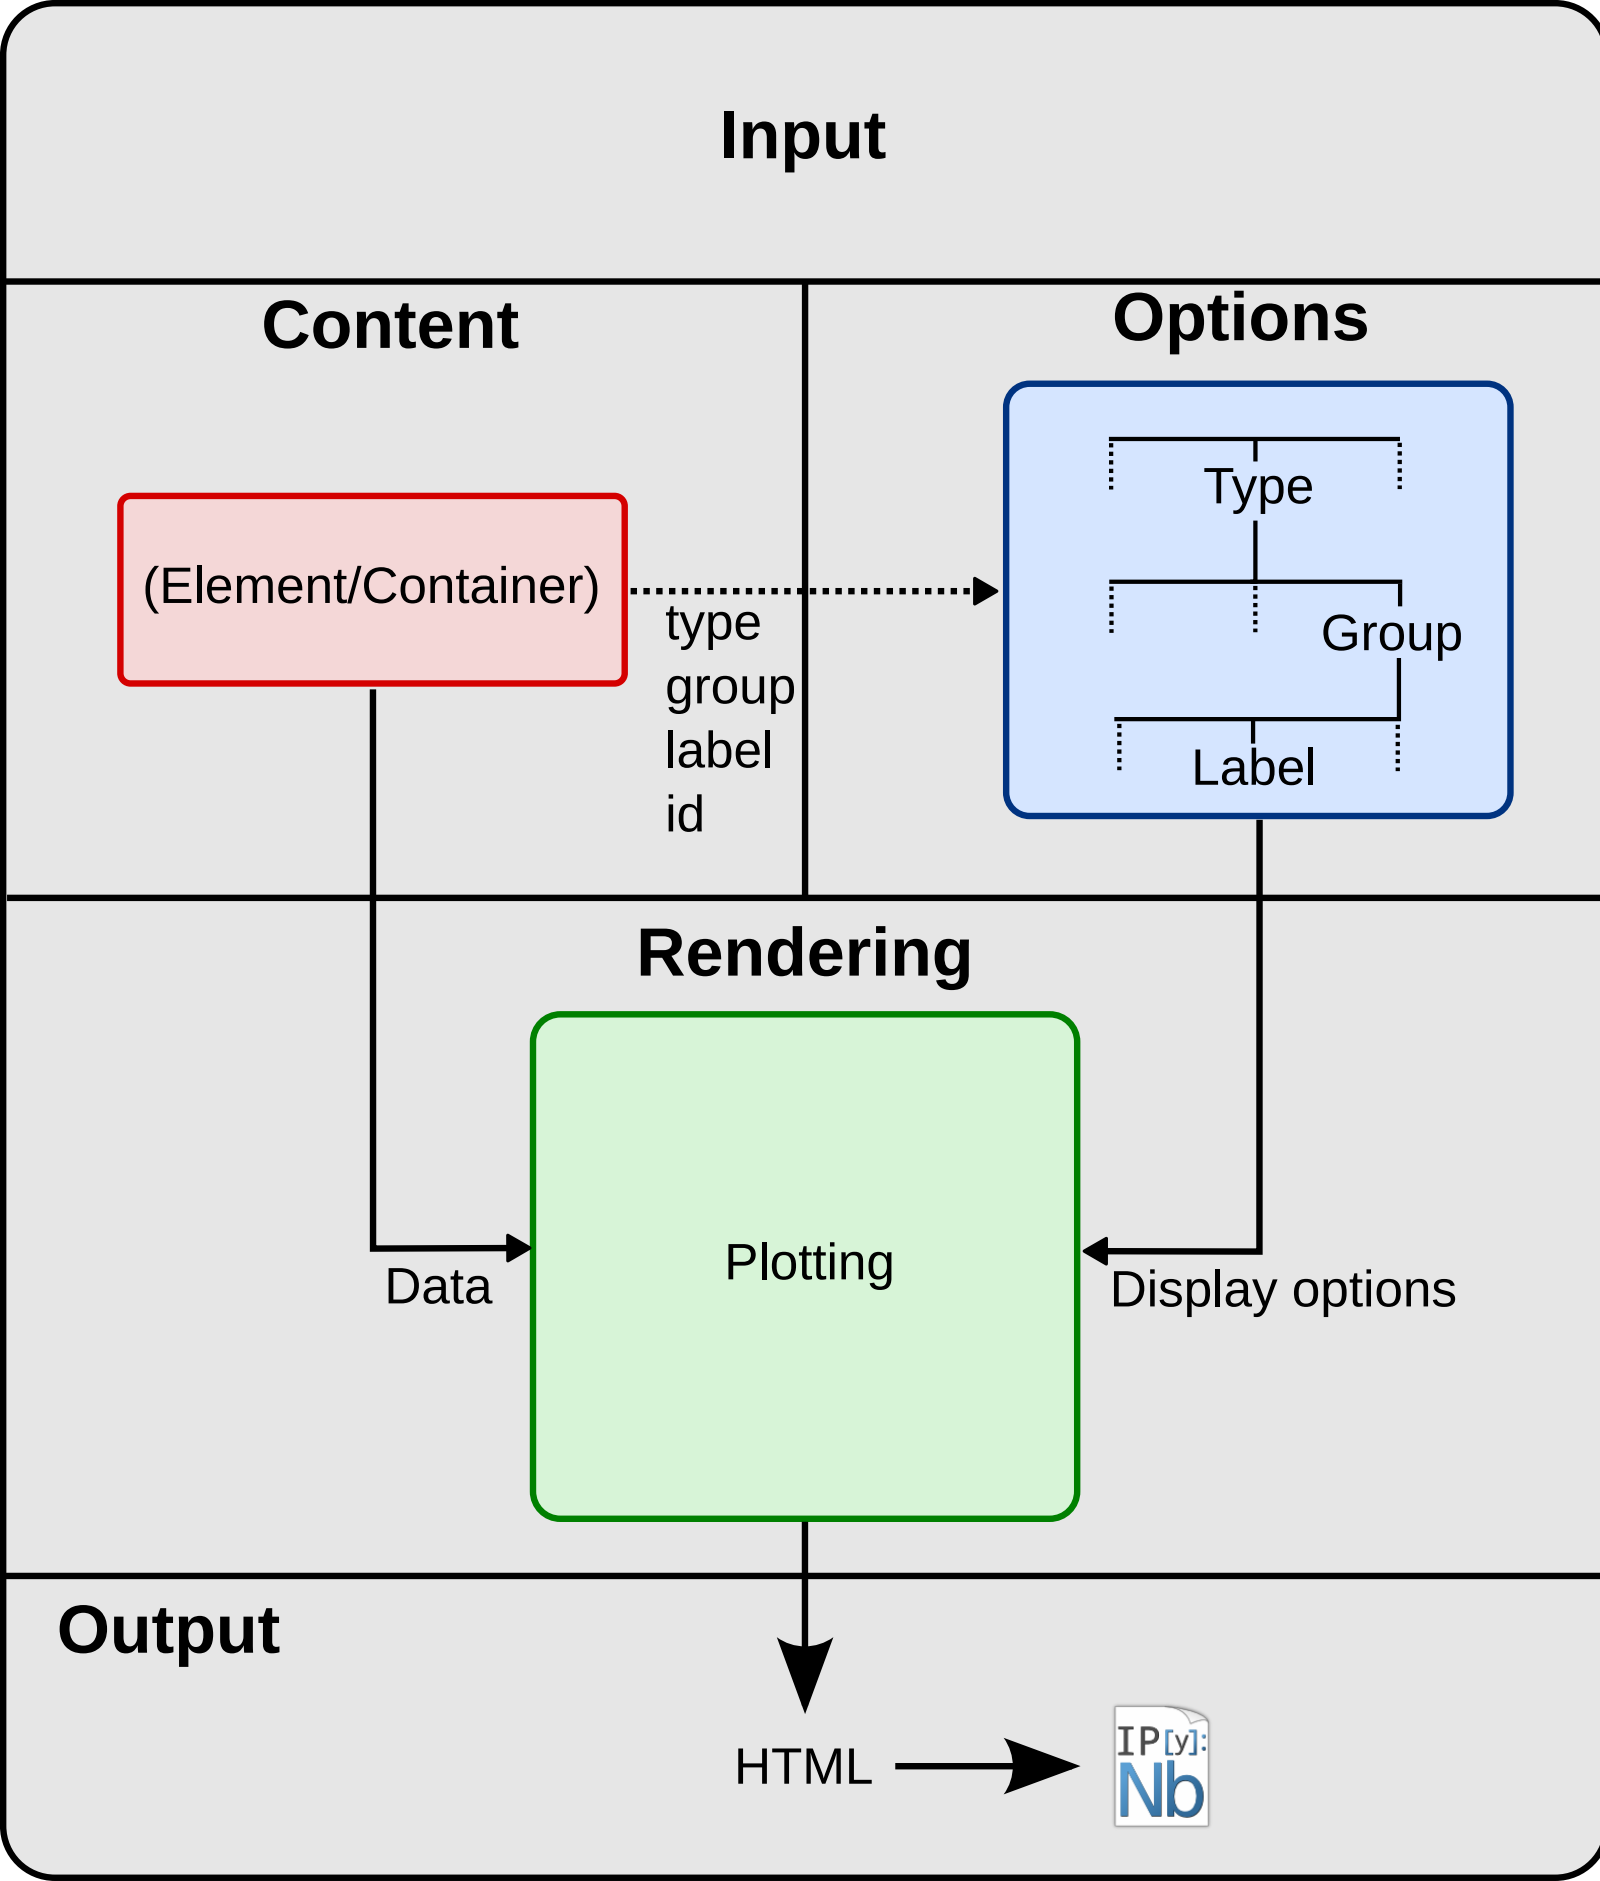 Input
Content
Options
Type
(Element/Container)
type
Group
group
label
Label
id
Rendering
Plotting
Data
Display options
Output
HTML
IP[y]:
Nb